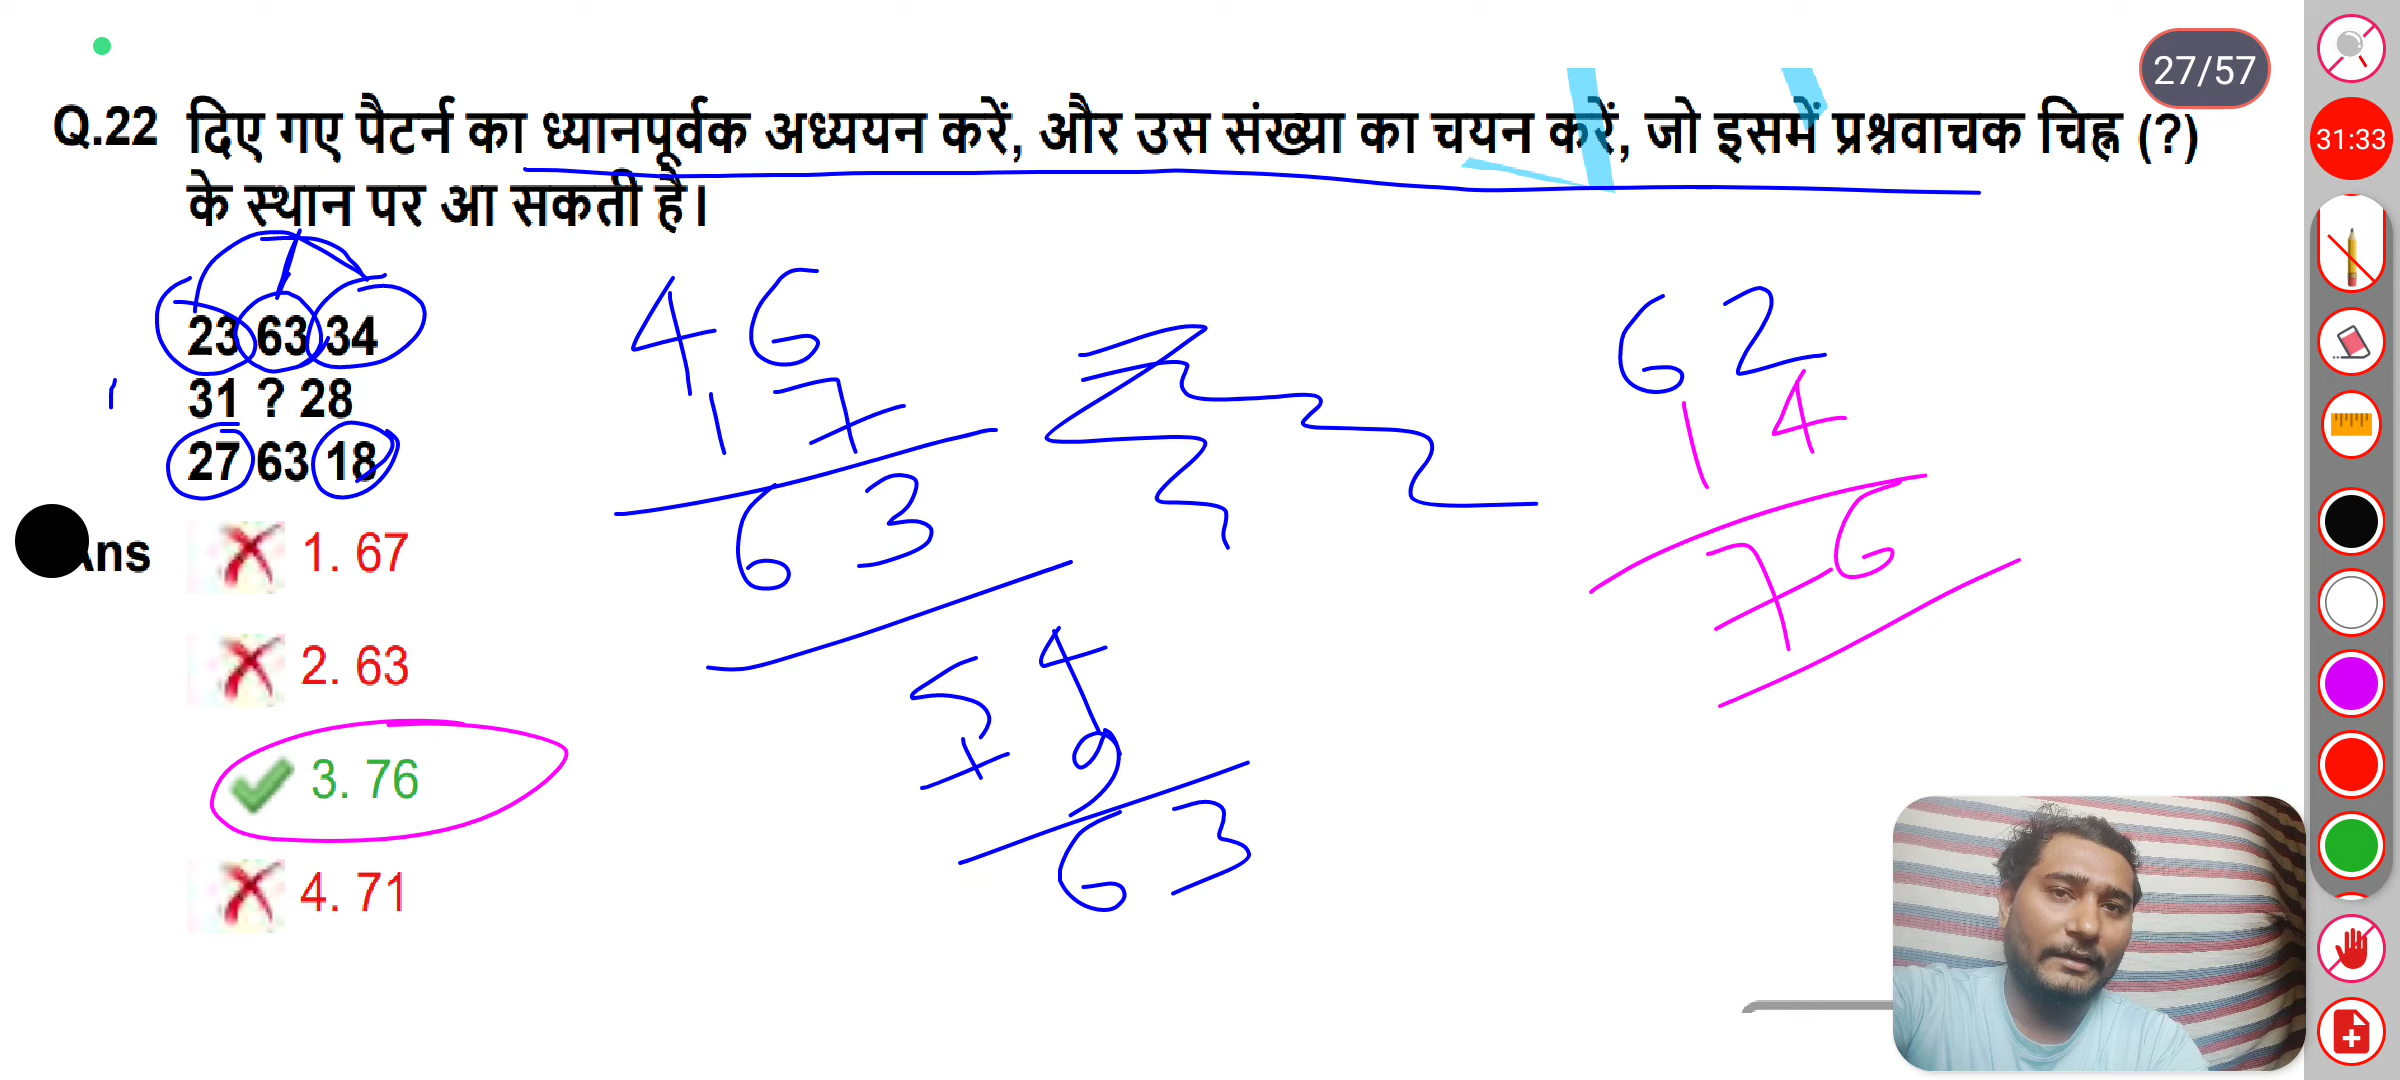 27/57
31:33
Q.22 दिए गए पैटर्न का ध्यानपूर्वक अध्ययन करें, और उस संख्या का चयन करें, जो इसमें प्रश्नवाचक चिह्न (?)
के स्थान पर आ सकती है।
23 63 34
31 ? 28
27 63 18
Ans
1. 67
2. 63
3. 76
4. 71
46
17
63
54
+ 9
63
62
14
76